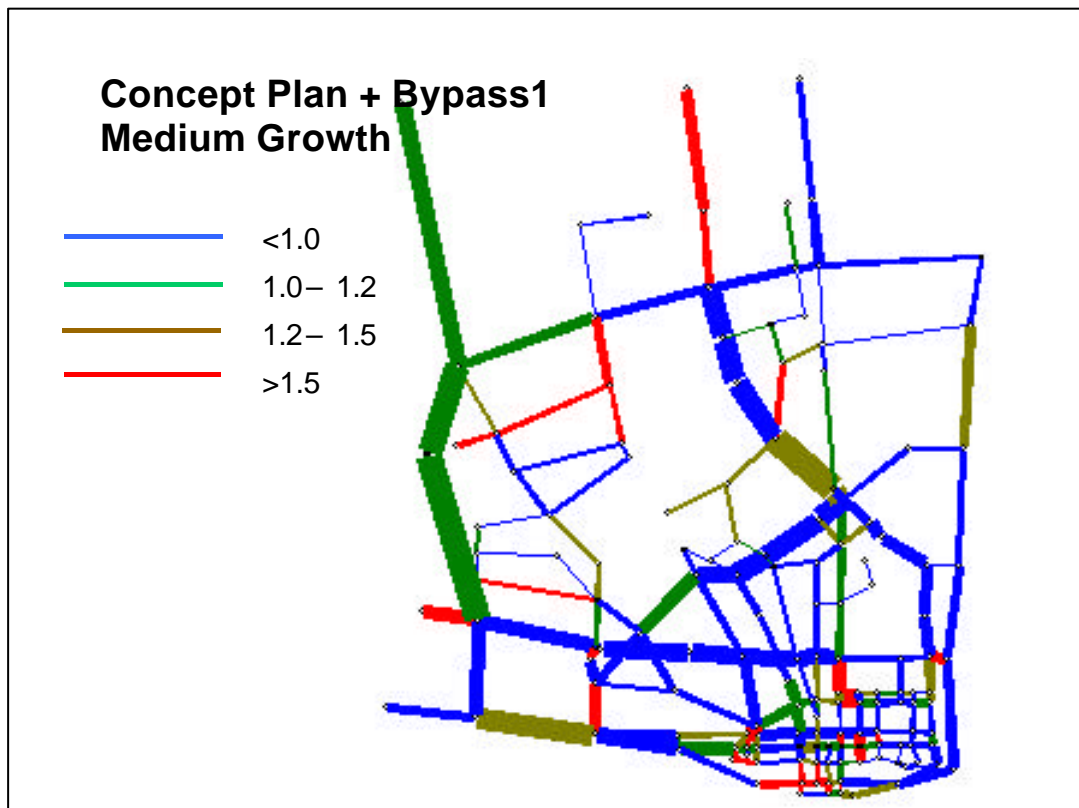 Concept Plan + Bypass1
Medium Growth
<1.0
1.0– 1.2
1.2– 1.5
>1.5